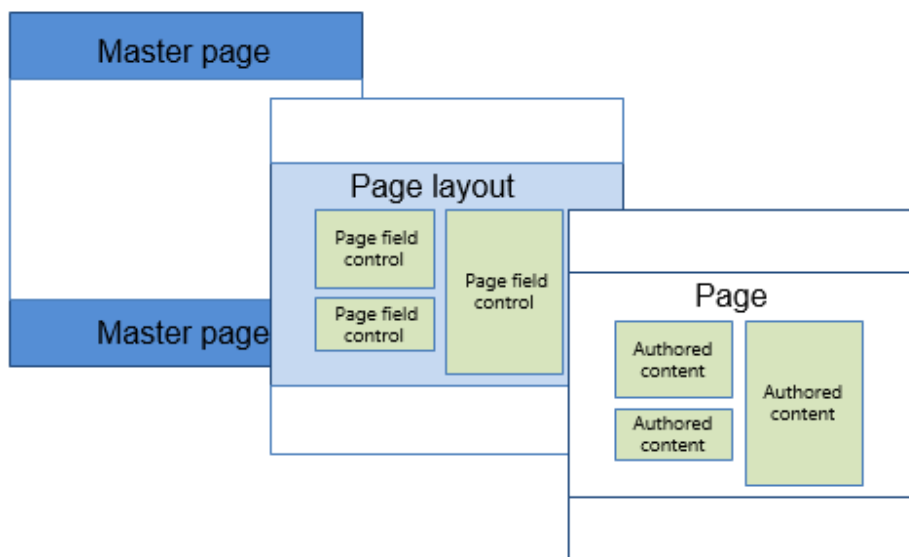 Master page
Master page
Page layout
Page field
control
Page field
control
Page field
control
Page
Authored
content
Authored
content
Authored
content